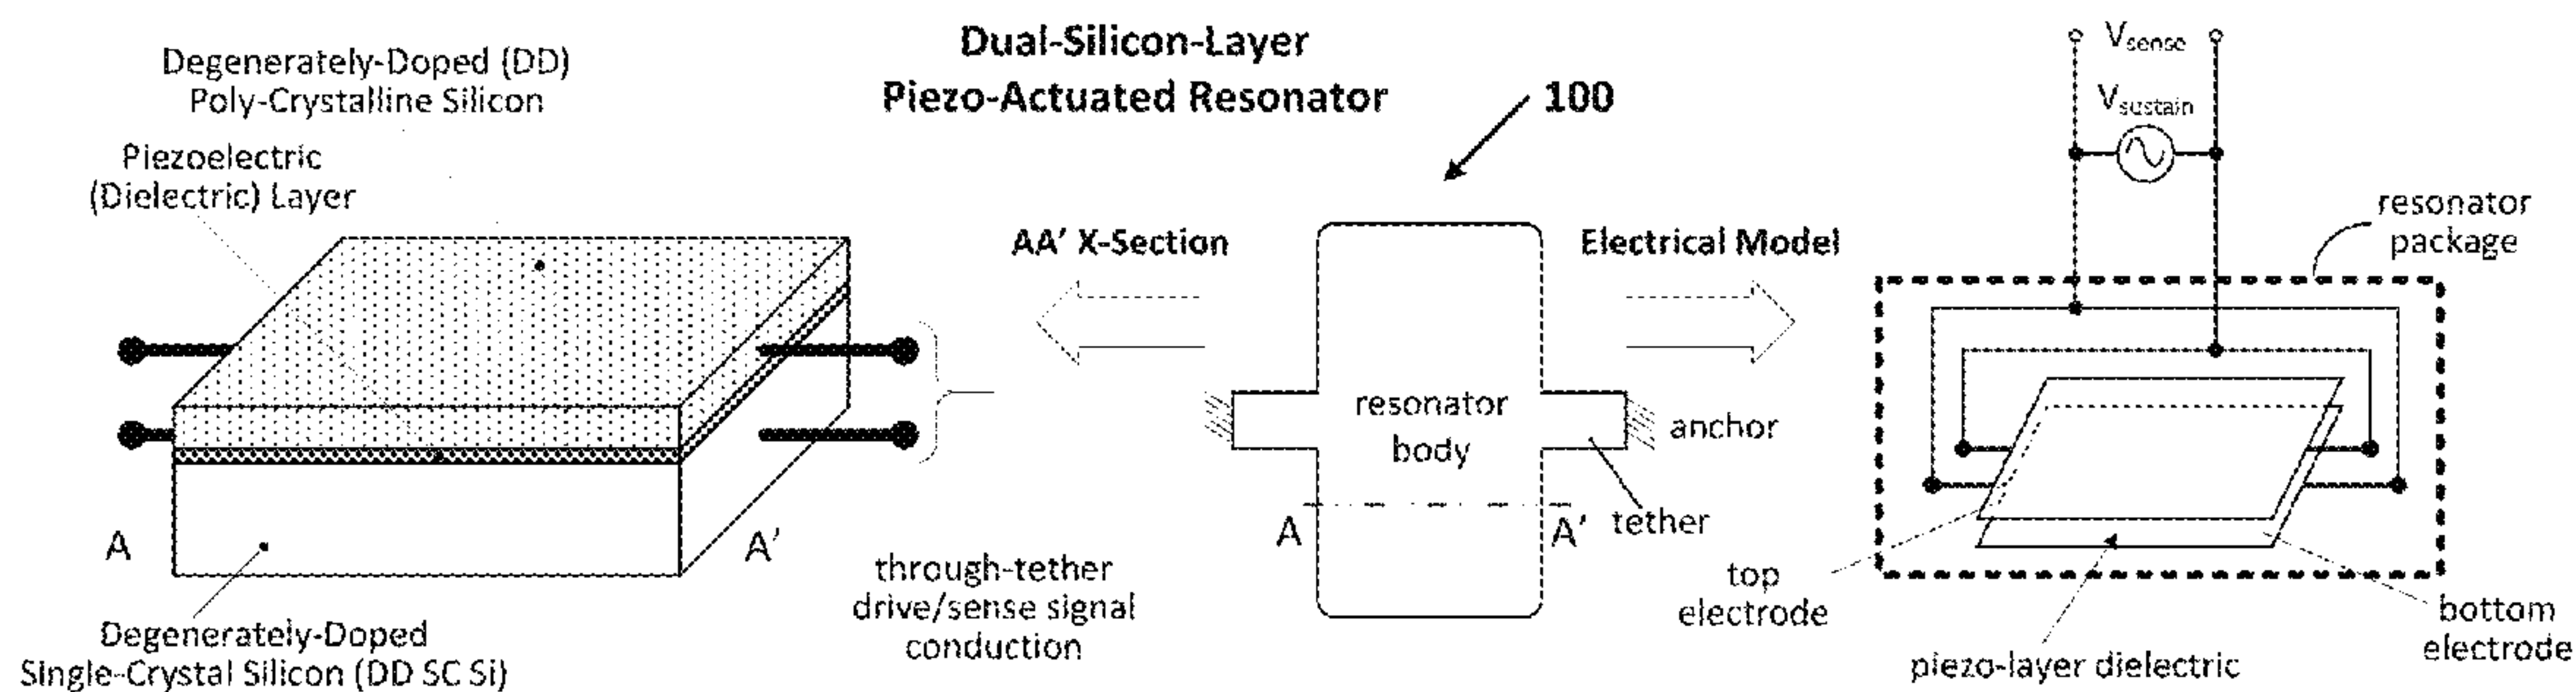 Dual-Silicon-Layer
Piezo-Actuated Resonator
100
Degenerately-Doped (DD)
Poly-Crystalline Silicon
Piezoelectric
(Dielectric) Layer
A
A'
Degenerately-Doped
Single-Crystal Silicon (DD SC Si)
through-tether
drive/sense signal
conduction
AA' X-Section
Electrical Model
resonator
body
anchor
tether
A
A'
Vsense
Vsustain
resonator
package
top
electrode
piezo-layer dielectric
bottom
electrode